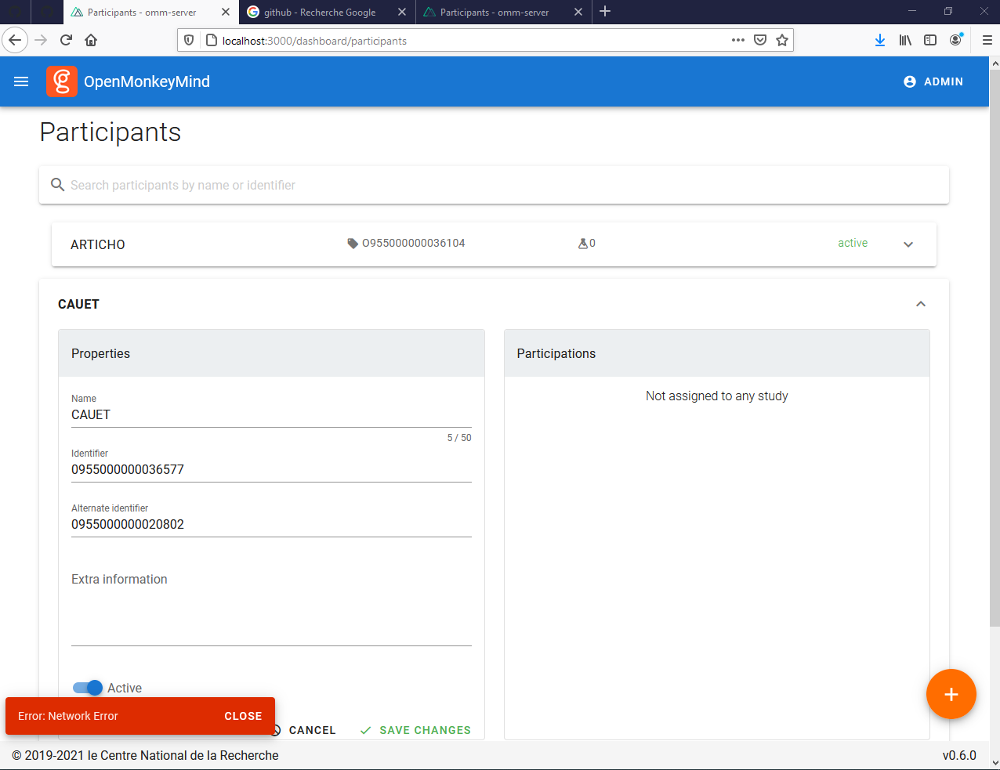 Participants - omm-server
github - Recherche Google
Participants - omm-server
localhost:3000/dashboard/participants
OpenMonkeyMind
ADMIN
Participants
Search participants by name or identifier
ARTICHO
O955000000036104
0
active
CAUET
Properties
Name
CAUET
5 / 50
Identifier
0955000000036577
Alternate identifier
0955000000020802
Extra information
Active
Participations
Not assigned to any study
Error: Network Error
CLOSE
CANCEL
SAVE CHANGES
© 2019-2021 le Centre National de la Recherche
v0.6.0